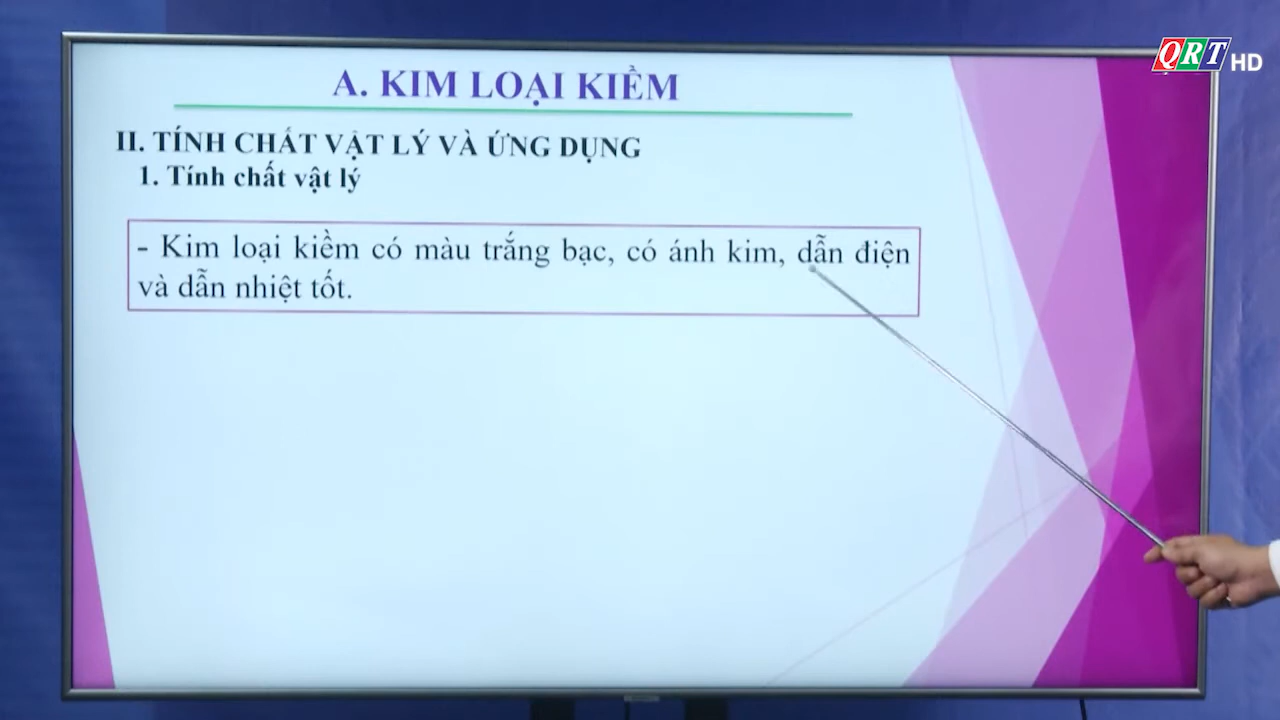 QRT HD
A. KIM LOẠI KIỀM
II. TÍNH CHẤT VẬT LÝ VÀ ỨNG DỤNG
1. Tính chất vật lý
- Kim loại kiềm có màu trắng bạc, có ánh kim, dẫn điện
và dẫn nhiệt tốt.